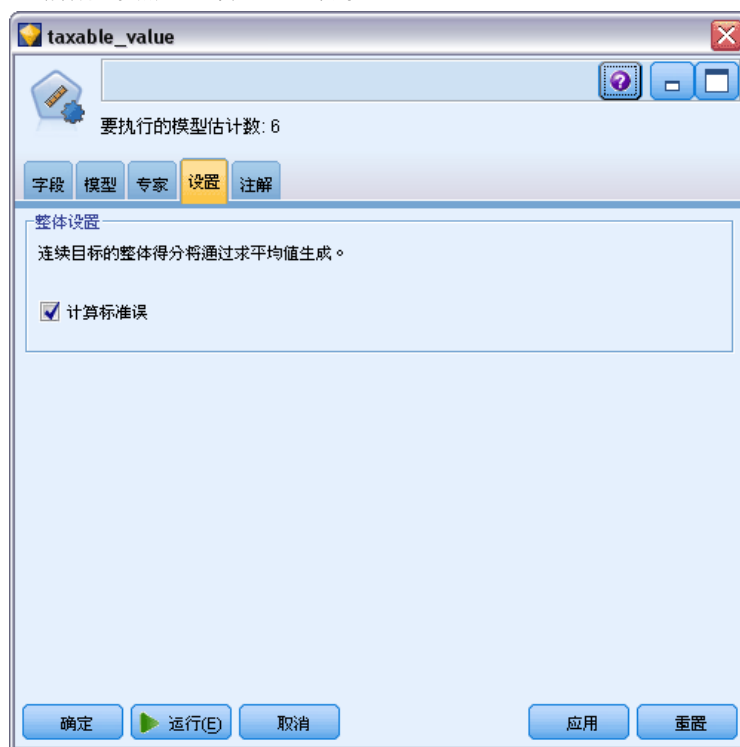 taxable_value
要执行的模型估计数: 6
字段 模型 专家 设置 注解
整体设置
连续目标的整体得分将通过求平均值生成。
计算标准误
确定 运行(E) 取消 应用 重置